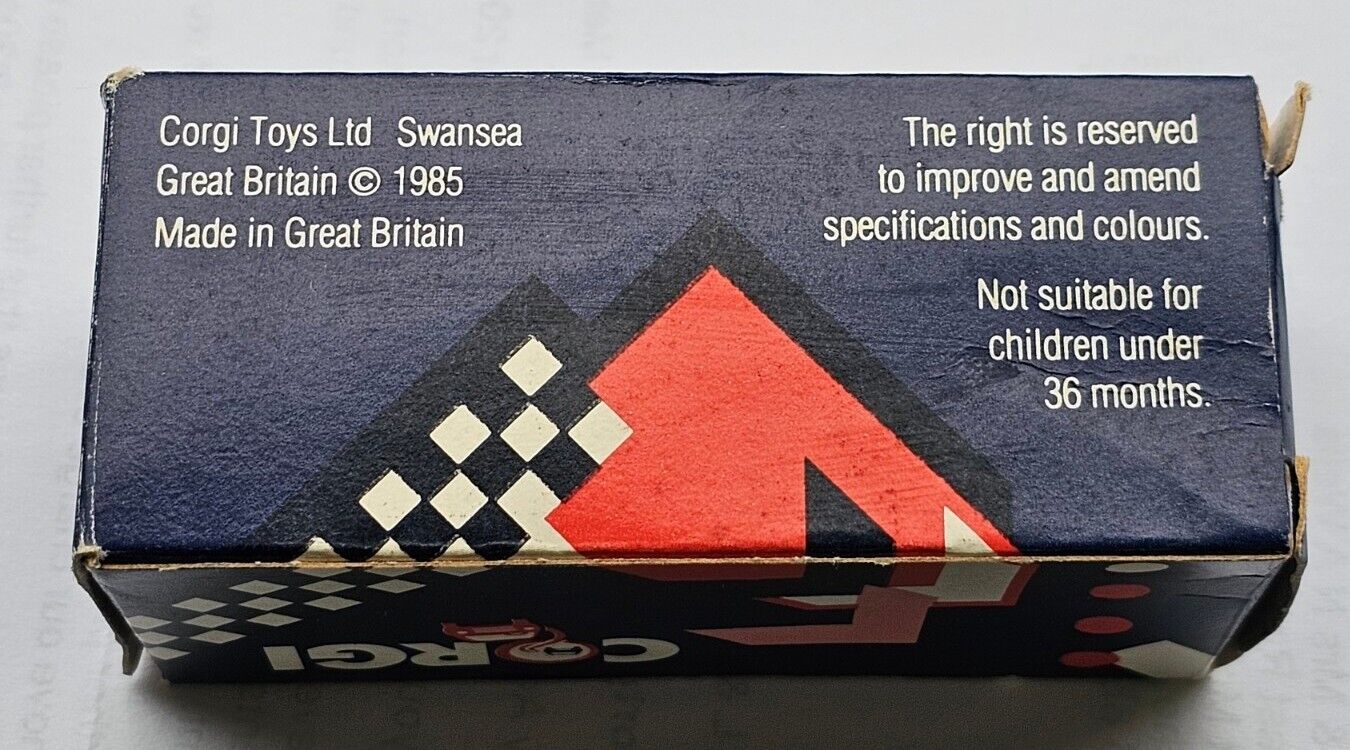 Corgi Toys Ltd Swansea
Great Britain © 1985
Made in Great Britain
The right is reserved
to improve and amend
specifications and colours.
Not suitable for
children under
36 months.
CORGI